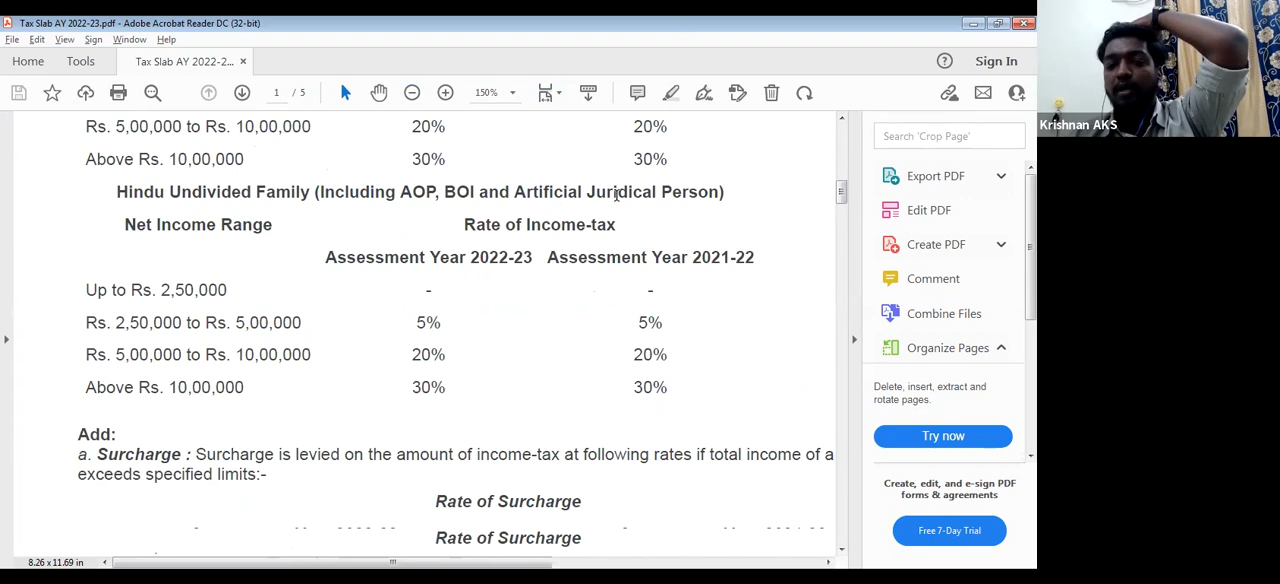 Tax Slab AY 2022-23.pdf - Adobe Acrobat Reader DC (32-bit)
File Edit View Sign Window Help
Home Tools Tax Slab AY 2022-2... × Sign In
1 / 5 150%
Rs. 5,00,000 to Rs. 10,00,000 20% 20%
Above Rs. 10,00,000 30% 30%
Hindu Undivided Family (Including AOP, BOI and Artificial Juridical Person)
Net Income Range Rate of Income-tax
Assessment Year 2022-23 Assessment Year 2021-22
Up to Rs. 2,50,000 - -
Rs. 2,50,000 to Rs. 5,00,000 5% 5%
Rs. 5,00,000 to Rs. 10,00,000 20% 20%
Above Rs. 10,00,000 30% 30%
Add:
a. Surcharge : Surcharge is levied on the amount of income-tax at following rates if total income of a
exceeds specified limits:-
Rate of Surcharge
Rate of Surcharge
8.26 x 11.69 in
Search 'Crop Page'
Export PDF
Edit PDF
Create PDF
Comment
Combine Files
Organize Pages
Delete, insert, extract and
rotate pages.
Try now
Create, edit, and e-sign PDF
forms & agreements
Free 7-Day Trial
Krishnan AKS